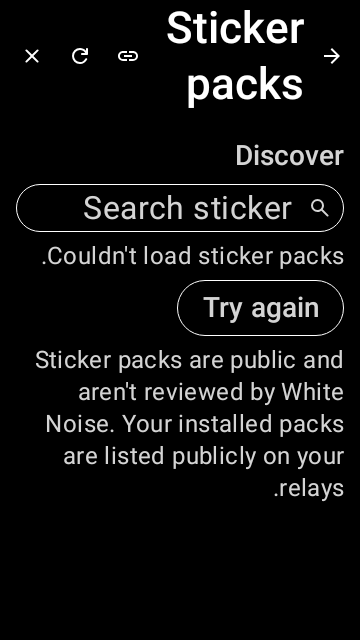 Sticker
packs
Discover
Search sticker
Couldn't load sticker packs.
Try again
Sticker packs are public and
aren't reviewed by White
Noise. Your installed packs
are listed publicly on your
relays.